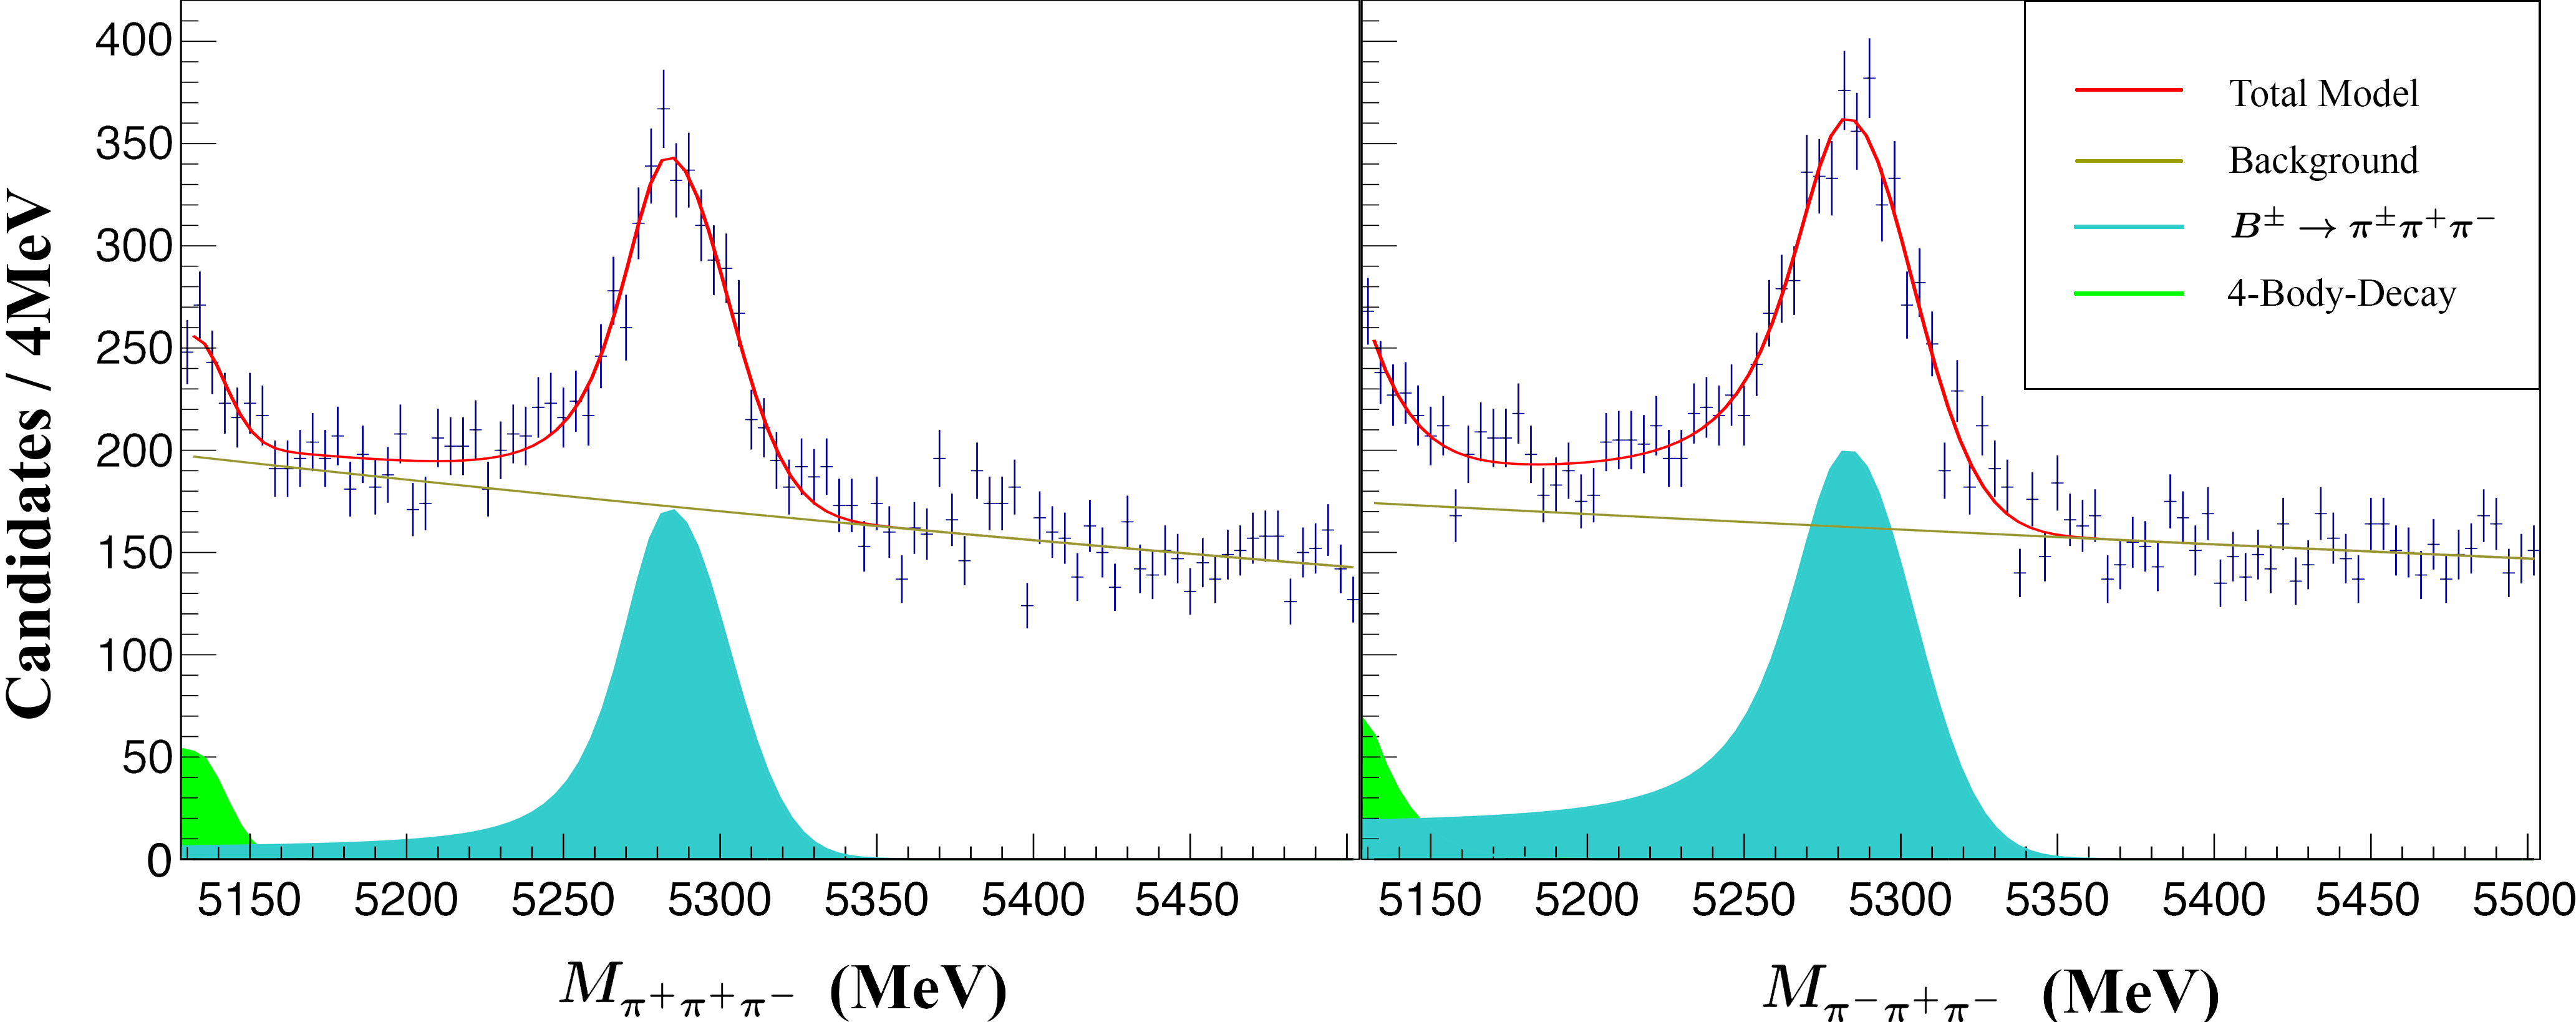 Candidates / 4MeV
400
350
300
250
200
150
100
50
0
5150 5200 5250 5300 5350 5400 5450
M_{π⁺π⁺π⁻} (MeV)
5150 5200 5250 5300 5350 5400 5450 5500
M_{π⁻π⁺π⁻} (MeV)
Total Model
Background
B^± → π^±π⁺π⁻
4-Body-Decay